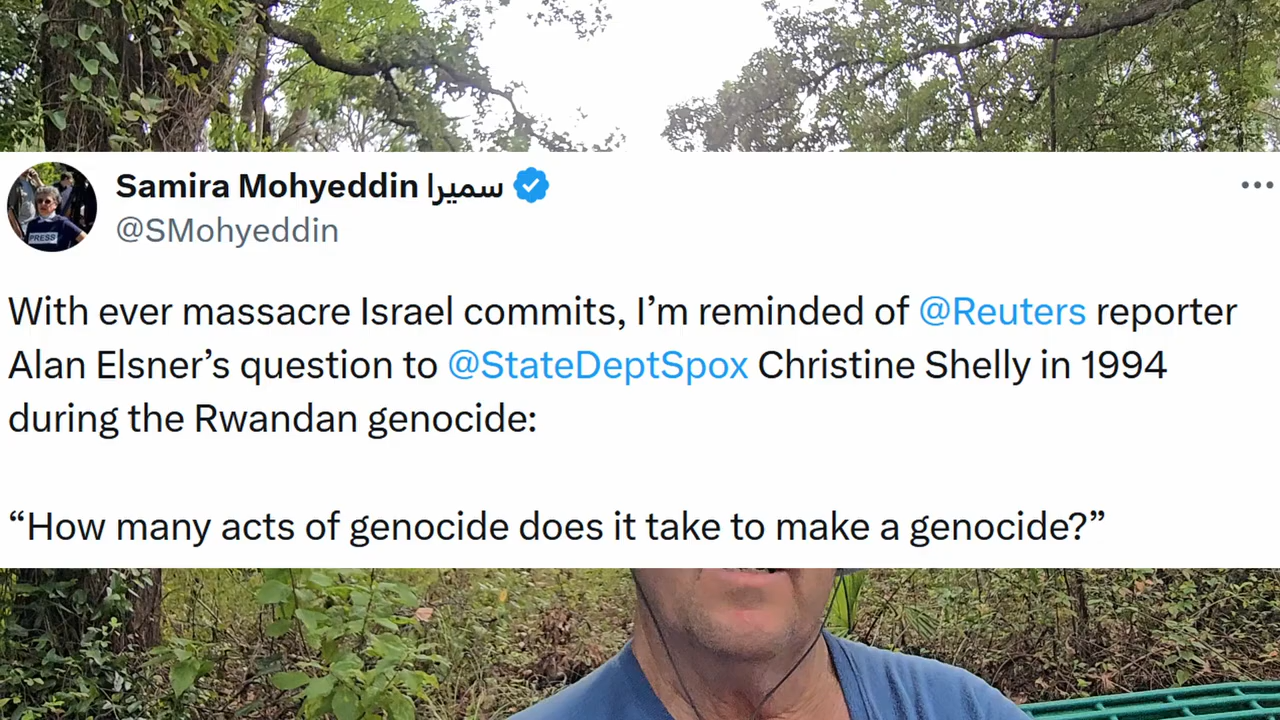 Samira Mohyeddin سمیرا
@SMohyeddin
PRESS
With ever massacre Israel commits, I’m reminded of @Reuters reporter
Alan Elsner’s question to @StateDeptSpox Christine Shelly in 1994
during the Rwandan genocide:
“How many acts of genocide does it take to make a genocide?”